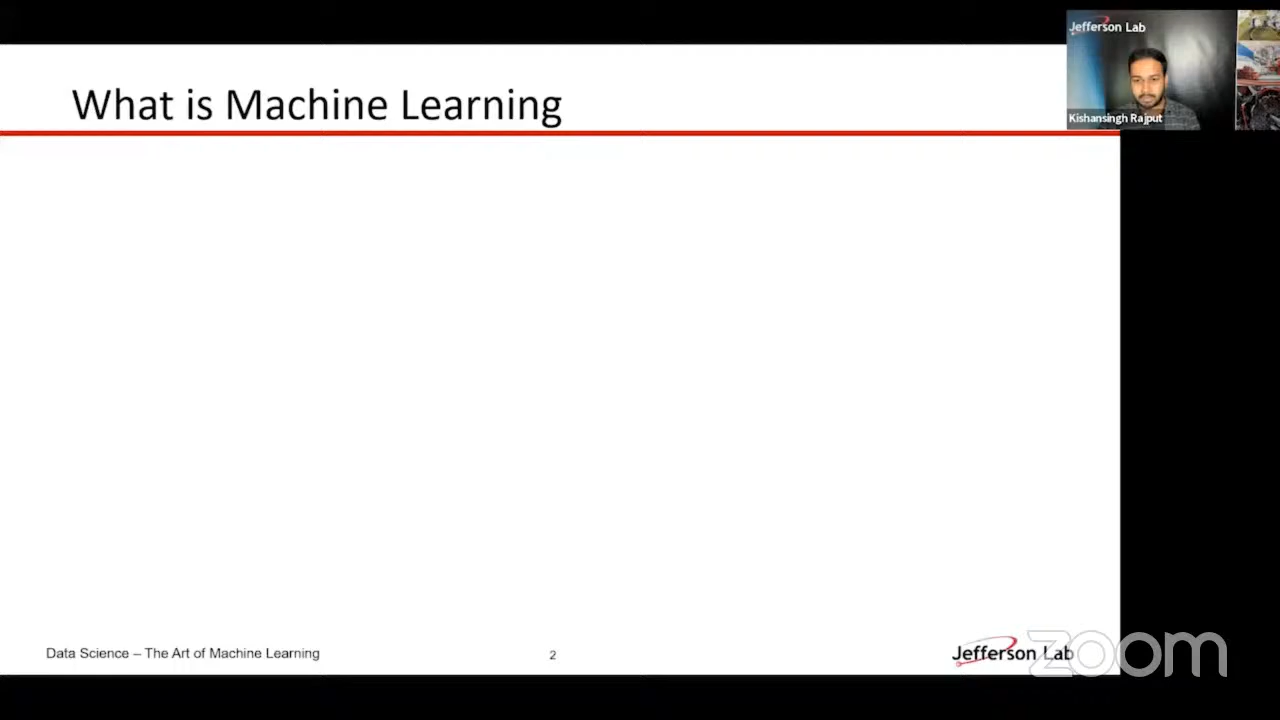 Jefferson Lab
What is Machine Learning
Kishansingh Rajput
Data Science – The Art of Machine Learning
2
Jefferson Lab
zoom